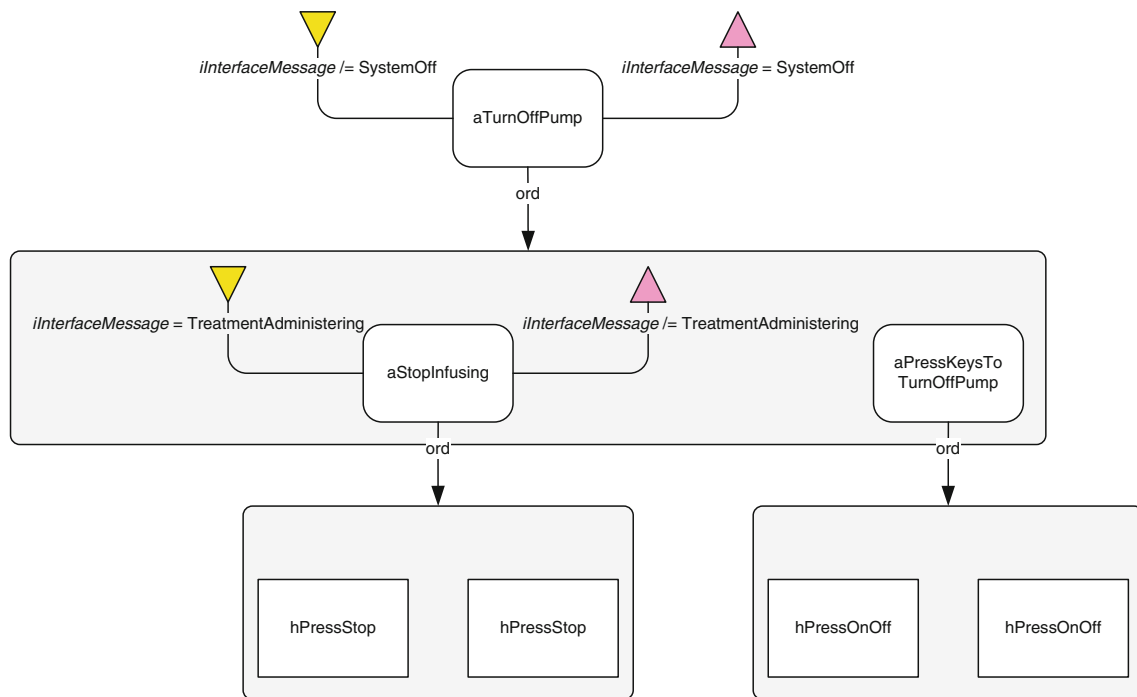 iInterfaceMessage /= SystemOff
iInterfaceMessage = SystemOff
aTurnOffPump
ord
iInterfaceMessage = TreatmentAdministering
iInterfaceMessage /= TreatmentAdministering
aStopInfusing
aPressKeysTo
TurnOffPump
ord
ord
hPressStop
hPressStop
hPressOnOff
hPressOnOff